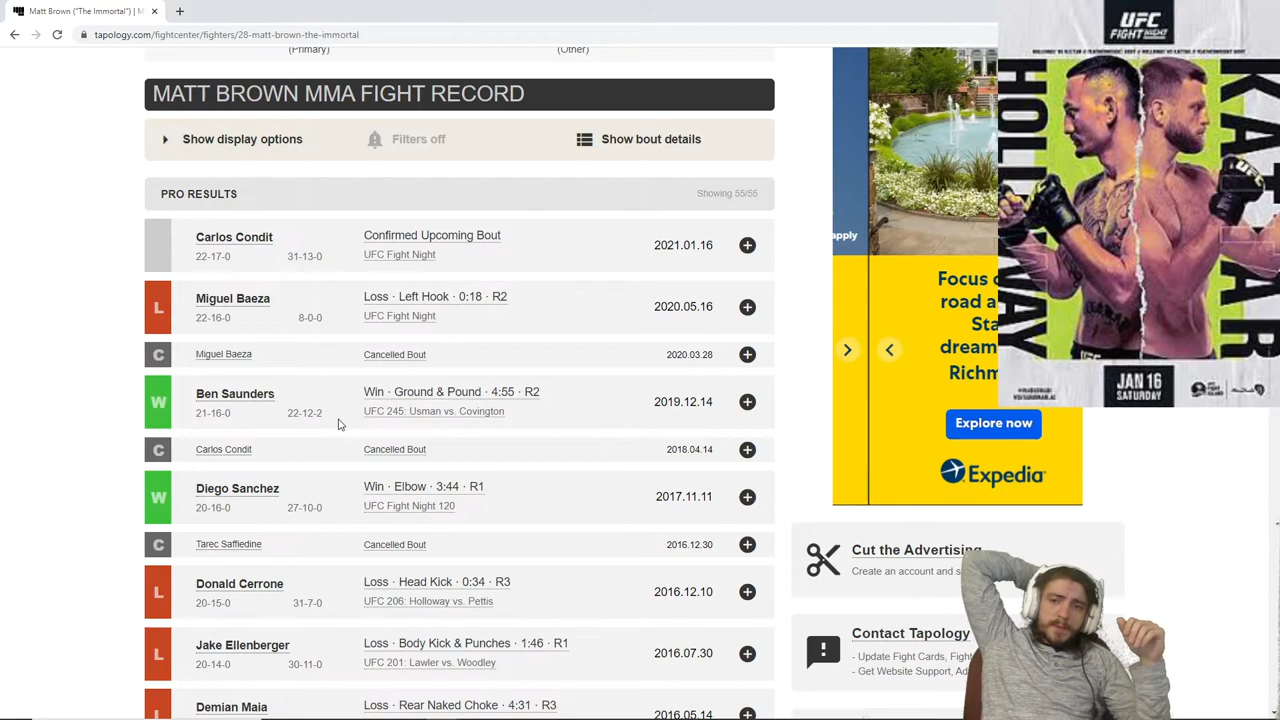 Matt Brown ("The Immortal") |
tapology.com/fightcenter/fighters/28-matt-brown-the-immortal
(Primary) (Other)
MATT BROWN MMA FIGHT RECORD
Show display options Filters off Show bout details
PRO RESULTS Showing 55/55
Carlos Condit Confirmed Upcoming Bout 2021.01.16
22-17-0 31-13-0 UFC Fight Night
L Miguel Baeza Loss · Left Hook · 0:18 · R2 2020.05.16
22-16-0 8-0-0 UFC Fight Night
C Miguel Baeza Cancelled Bout 2020.03.28
W Ben Saunders Win · Ground & Pound · 4:55 · R2 2019.12.14
21-16-0 22-12-2 UFC 245: Usman vs. Covington
C Carlos Condit Cancelled Bout 2018.04.14
W Diego Sanchez Win · Elbow · 3:44 · R1 2017.11.11
20-16-0 27-10-0 UFC Fight Night 120
C Tarec Saffiedine Cancelled Bout 2016.12.30
L Donald Cerrone Loss · Head Kick · 0:34 · R3 2016.12.10
20-15-0 31-7-0 UFC 206: Holloway vs. Pettis
L Jake Ellenberger Loss · Body Kick & Punches · 1:46 · R1 2016.07.30
20-14-0 30-11-0 UFC 201: Lawler vs. Woodley
L Demian Maia Loss · Rear Naked Choke · 4:31 · R3 2016.05.14
apply
Focus o
road a
Sta
dream
Richm
Explore now
Expedia
Cut the Advertising
Create an account and s
Contact Tapology
- Update Fight Cards, Fight
- Get Website Support, Ad
UFC
FIGHT NIGHT
HOLLOWAY
KATTAR
UFC
JAN 16
SATURDAY